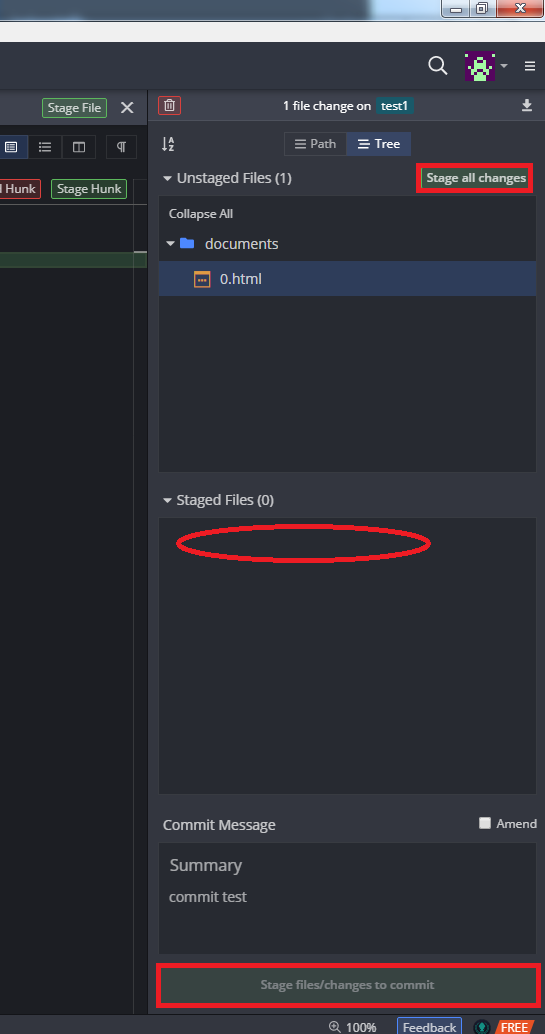 Stage File
1 file change on test1
Path
Tree
Unstaged Files (1)
Stage all changes
Hunk
Stage Hunk
Collapse All
documents
0.html
Staged Files (0)
Commit Message
Amend
Summary
commit test
Stage files/changes to commit
100%
Feedback
FREE